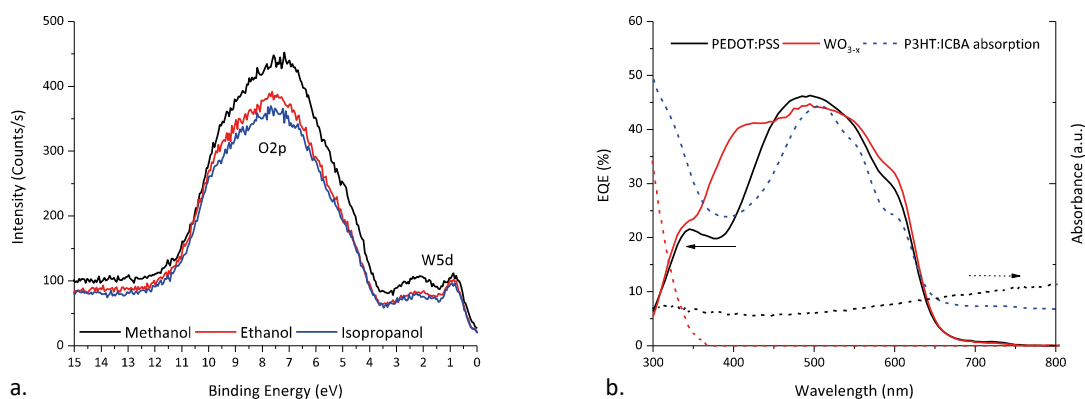 500
400
300
200
100
0
Intensity (Counts/s)
O2p
W5d
Methanol Ethanol Isopropanol
15 14 13 12 11 10 9 8 7 6 5 4 3 2 1 0
Binding Energy (eV)
a.
60
50
40
30
20
10
0
EQE (%)
PEDOT:PSS WO3-x P3HT:ICBA absorption
Absorbance (a.u.)
300 400 500 600 700 800
Wavelength (nm)
b.